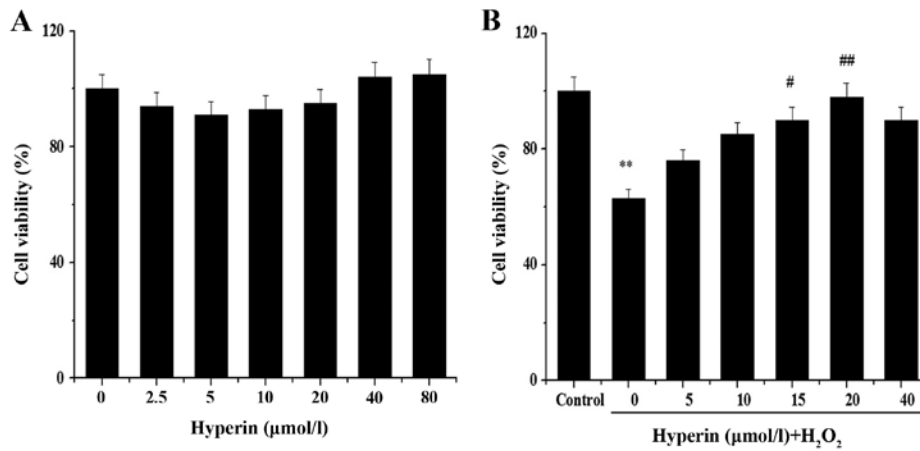 A
120
80
40
0
Cell viability (%)
0 2.5 5 10 20 40 80
Hyperin (μmol/l)
B
120
80
40
0
Cell viability (%)
**
#
##
Control 0 5 10 15 20 40
Hyperin (μmol/l)+H₂O₂